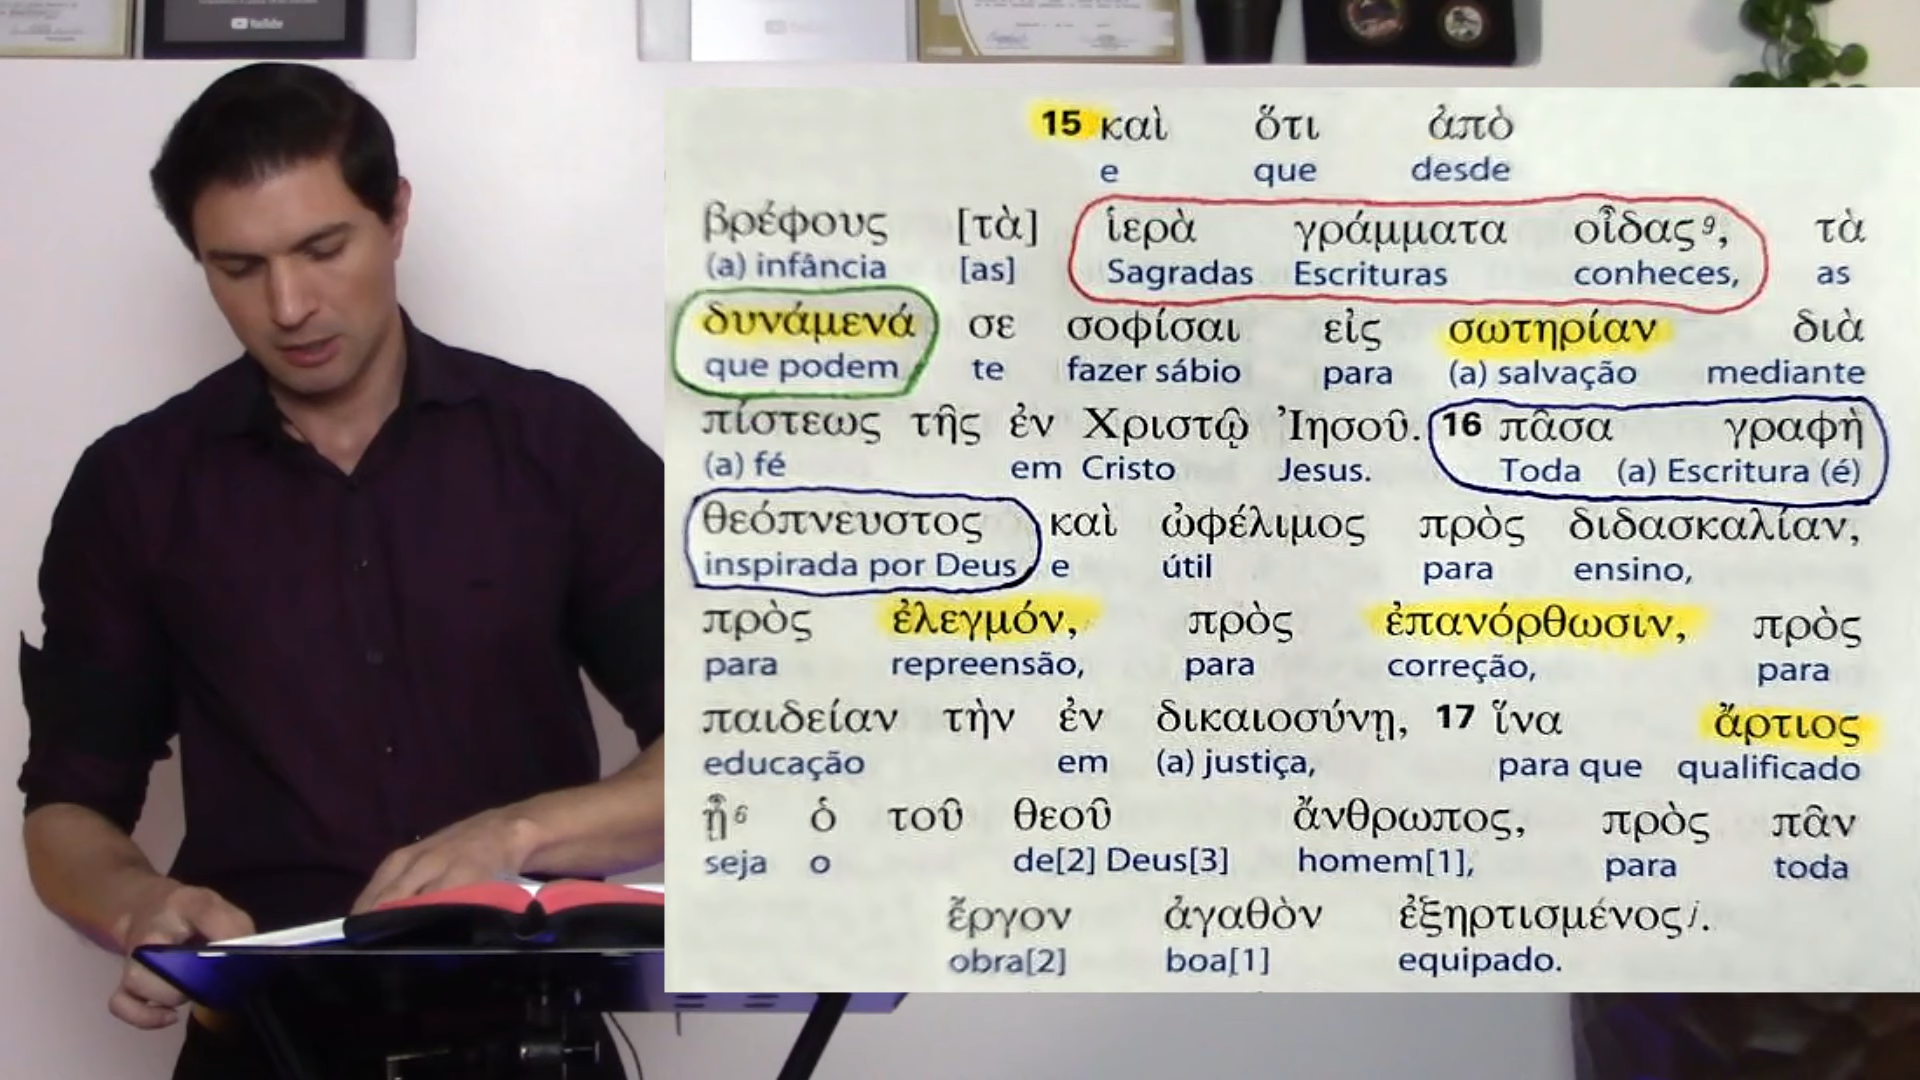 YouTube
YouTube
15 καὶ ὅτι ἀπὸ
e que desde
βρέφους [τὰ] ἱερὰ γράμματα οἶδας9, τὰ
(a) infância [as] Sagradas Escrituras conheces, as
δυνάμενά σε σοφίσαι εἰς σωτηρίαν διὰ
que podem te fazer sábio para (a) salvação mediante
πίστεως τῆς ἐν Χριστῷ Ἰησοῦ. 16 πᾶσα γραφὴ
(a) fé em Cristo Jesus. Toda (a) Escritura (é)
θεόπνευστος καὶ ὠφέλιμος πρὸς διδασκαλίαν,
inspirada por Deus e útil para ensino,
πρὸς ἐλεγμόν, πρὸς ἐπανόρθωσιν, πρὸς
para repreensão, para correção, para
παιδείαν τὴν ἐν δικαιοσύνῃ, 17 ἵνα ἄρτιος
educação em (a) justiça, para que qualificado
ᾖ6 ὁ τοῦ θεοῦ ἄνθρωπος, πρὸς πᾶν
seja o de[2] Deus[3] homem[1], para toda
ἔργον ἀγαθὸν ἐξηρτισμένοςj.
obra[2] boa[1] equipado.